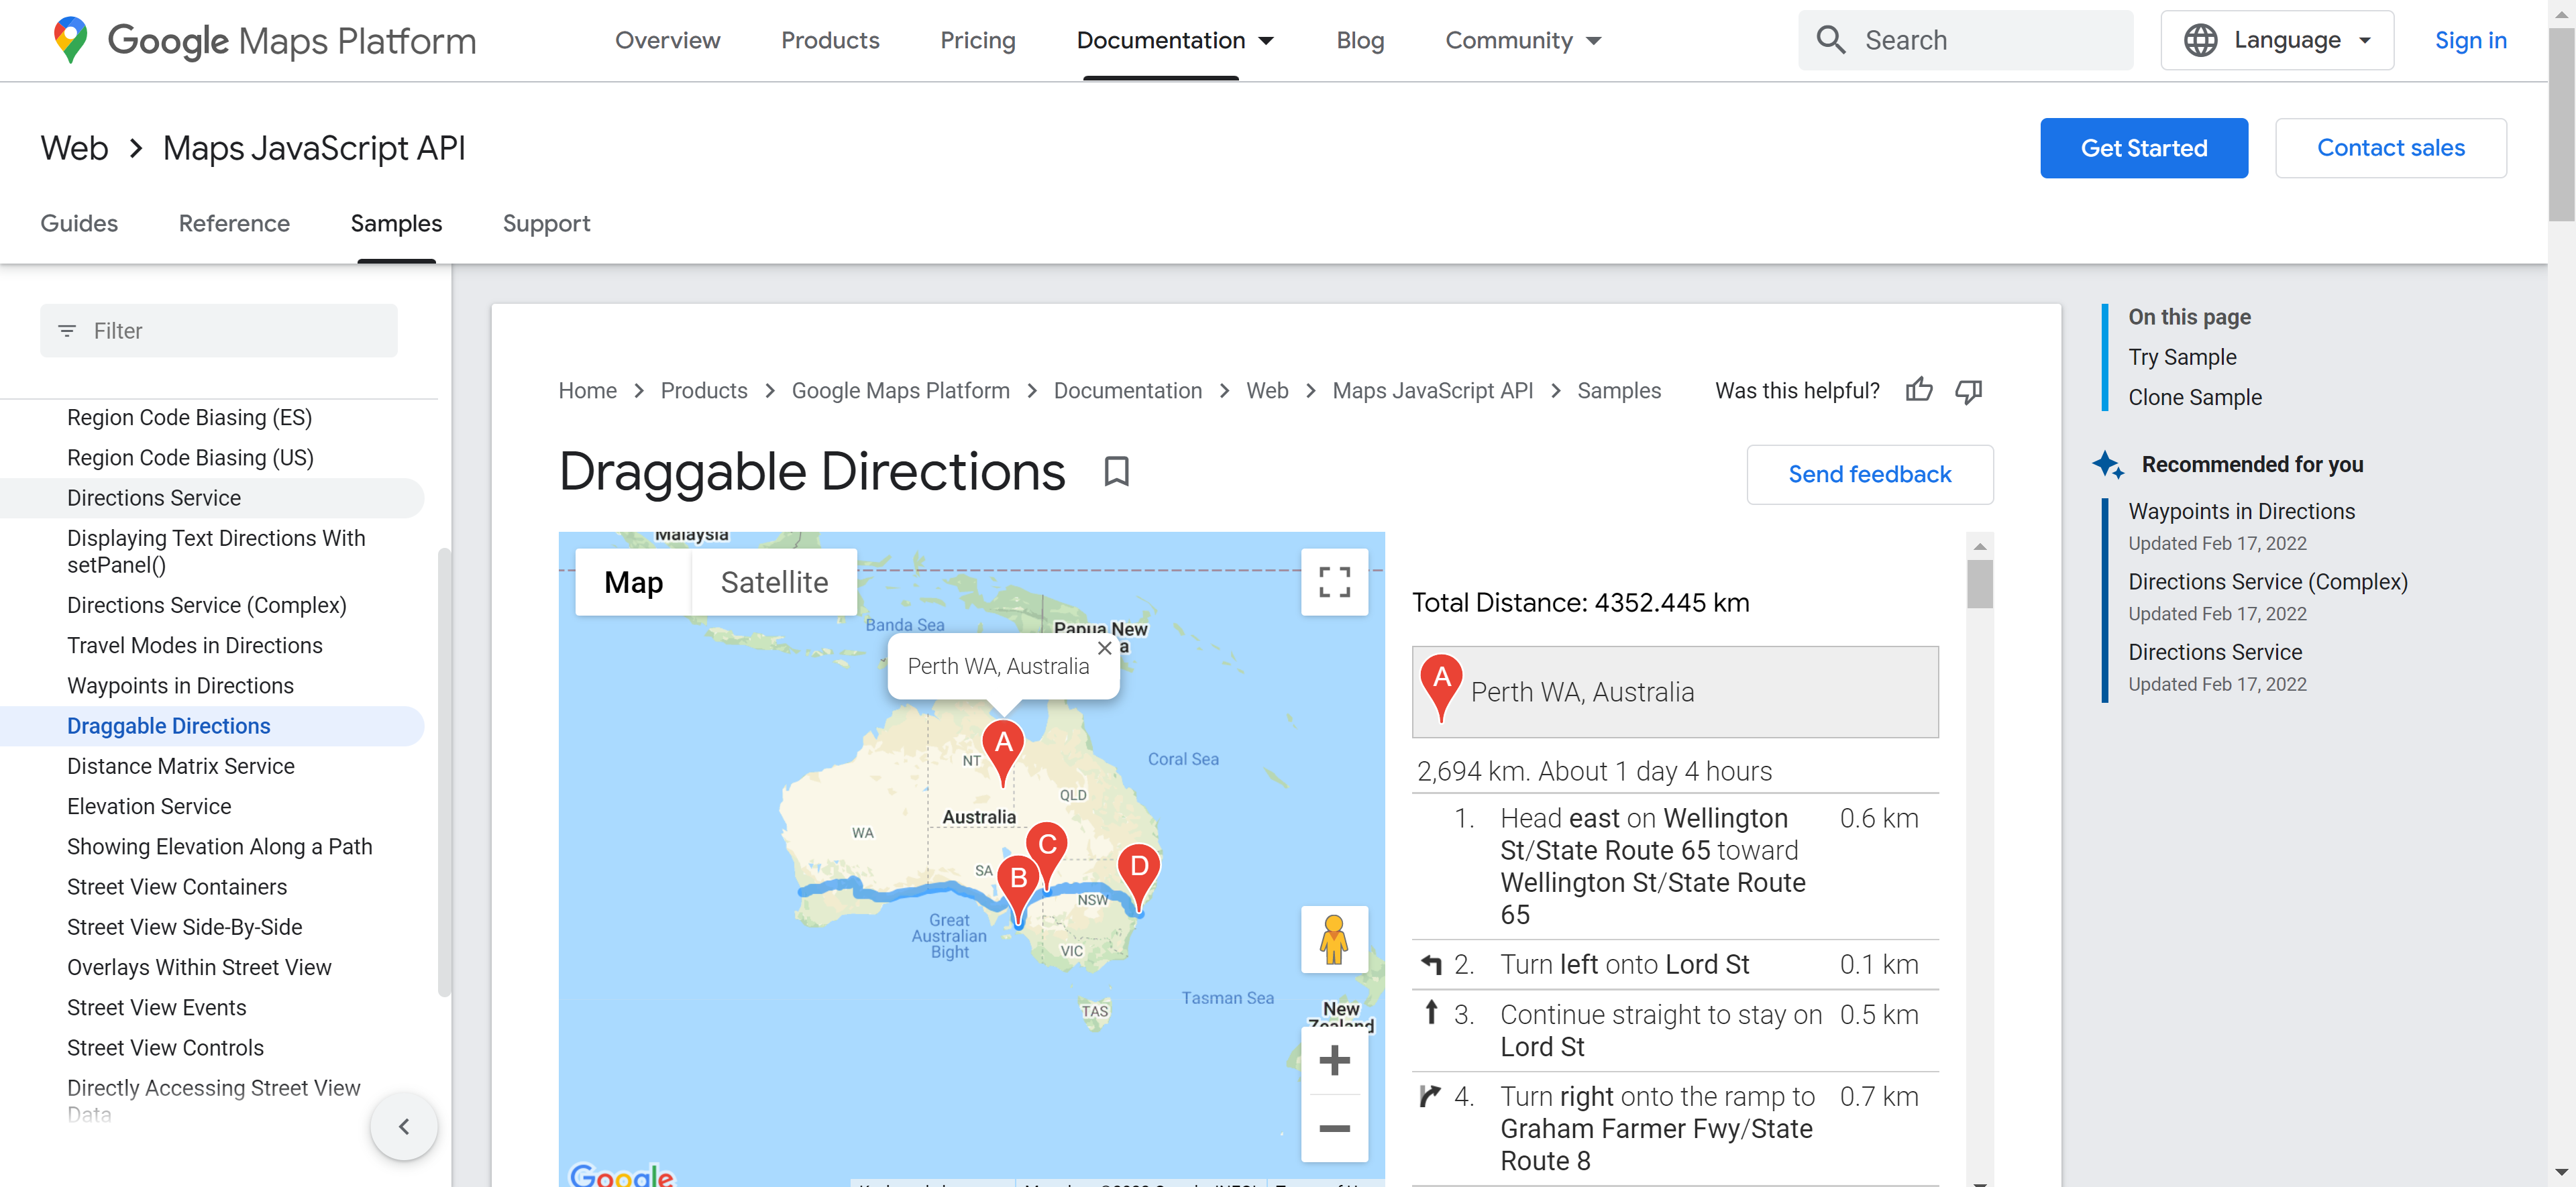 Google Maps Platform
Overview
Products
Pricing
Documentation
Blog
Community
Search
Language
Sign in
Web
Maps JavaScript API
Get Started
Contact sales
Guides
Reference
Samples
Support
Filter
Region Code Biasing (ES)
Region Code Biasing (US)
Directions Service
Displaying Text Directions With
setPanel()
Directions Service (Complex)
Travel Modes in Directions
Waypoints in Directions
Draggable Directions
Distance Matrix Service
Elevation Service
Showing Elevation Along a Path
Street View Containers
Street View Side-By-Side
Overlays Within Street View
Street View Events
Street View Controls
Directly Accessing Street View
Data
Home
Products
Google Maps Platform
Documentation
Web
Maps JavaScript API
Samples
Was this helpful?
Draggable Directions
Send feedback
Malaysia
Map
Satellite
Banda Sea
Papua New
a
Perth WA, Australia
A
NT
Coral Sea
QLD
Australia
WA
C
SA
B
D
NSW
Great
Australian
Bight
VIC
Tasman Sea
TAS
New
Zealand
Google
Total Distance: 4352.445 km
A
Perth WA, Australia
2,694 km. About 1 day 4 hours
1. Head east on Wellington 0.6 km
St/State Route 65 toward
Wellington St/State Route
65
2. Turn left onto Lord St 0.1 km
3. Continue straight to stay on 0.5 km
Lord St
4. Turn right onto the ramp to 0.7 km
Graham Farmer Fwy/State
Route 8
On this page
Try Sample
Clone Sample
Recommended for you
Waypoints in Directions
Updated Feb 17, 2022
Directions Service (Complex)
Updated Feb 17, 2022
Directions Service
Updated Feb 17, 2022